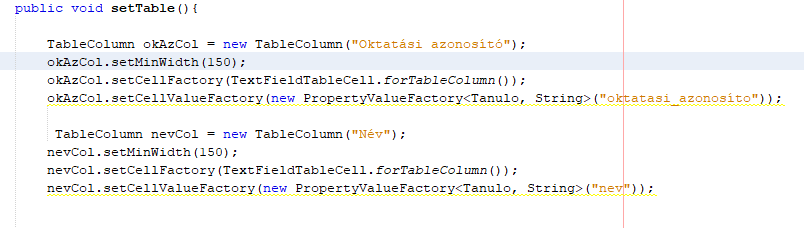 public void setTable(){
TableColumn okAzCol = new TableColumn("Oktatási azonosító");
okAzCol.setMinWidth(150);
okAzCol.setCellFactory(TextFieldTableCell.forTableColumn());
okAzCol.setCellValueFactory(new PropertyValueFactory<Tanulo, String>("oktatasi_azonosíto"));
TableColumn nevCol = new TableColumn("Név");
nevCol.setMinWidth(150);
nevCol.setCellFactory(TextFieldTableCell.forTableColumn());
nevCol.setCellValueFactory(new PropertyValueFactory<Tanulo, String>("nev"));